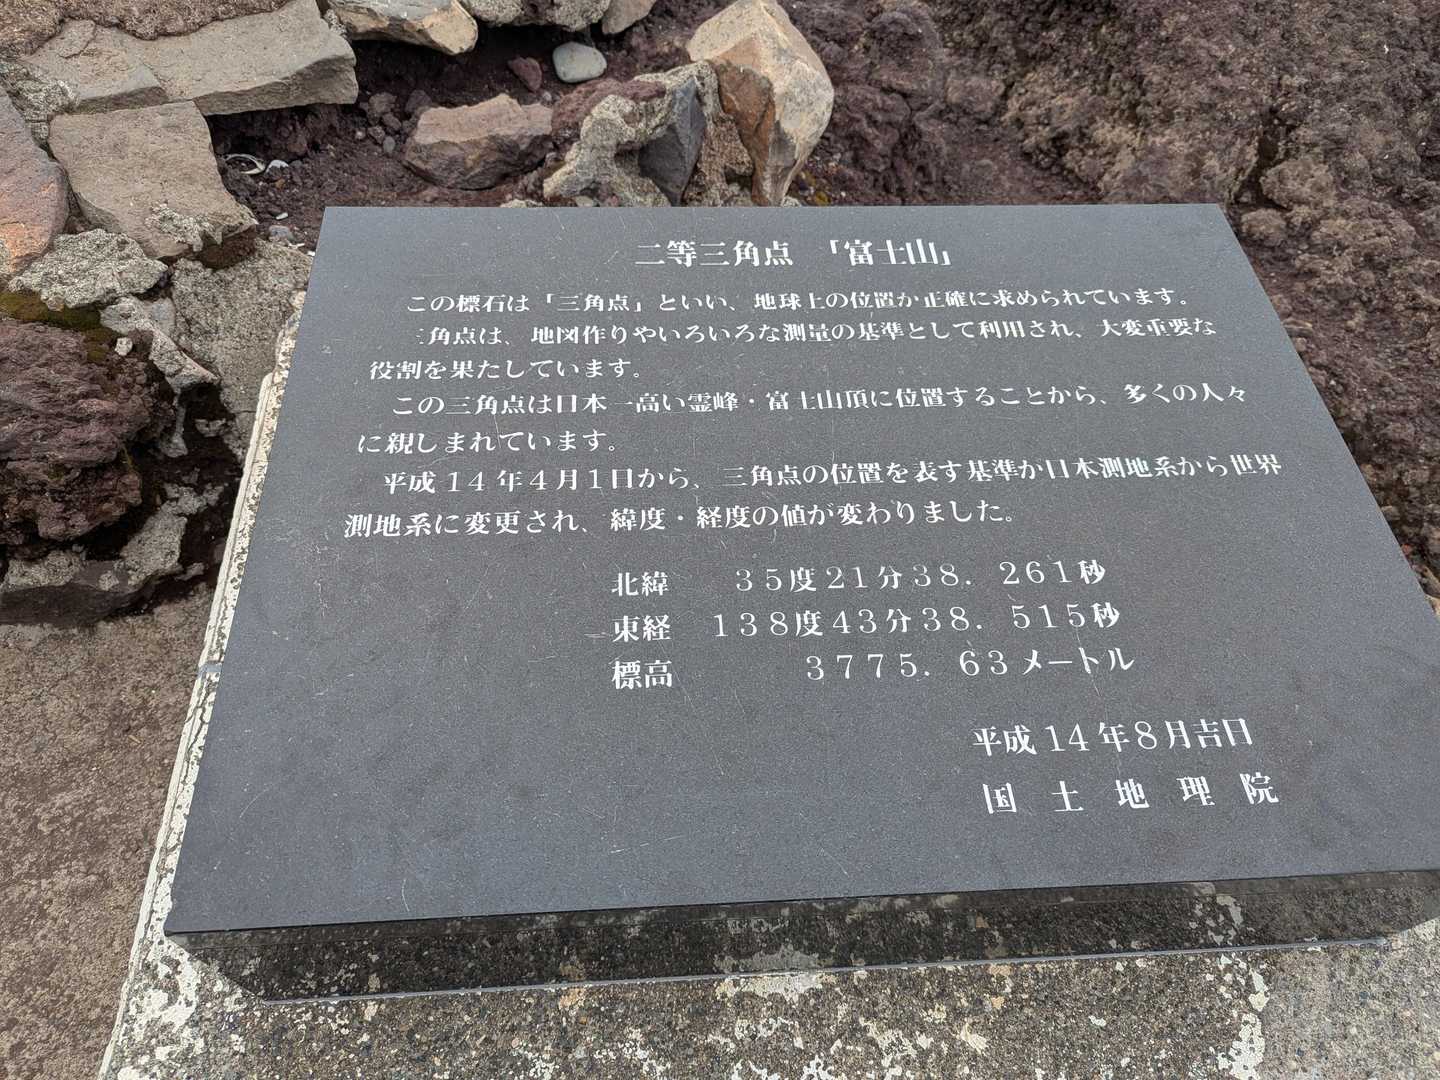 二等三角点 「富士山」
この標石は「三角点」といい、地球上の位置が正確に求められています。
三角点は、地図作りやいろいろな測量の基準として利用され、大変重要な
役割を果たしています。
この三角点は日本一高い霊峰・富士山頂に位置することから、多くの人々
に親しまれています。
平成14年4月1日から、三角点の位置を表す基準が日本測地系から世界
測地系に変更され、緯度・経度の値が変わりました。
北緯 35度21分38.261秒
東経 138度43分38.515秒
標高 3775.63メートル
平成14年8月吉日
国土地理院